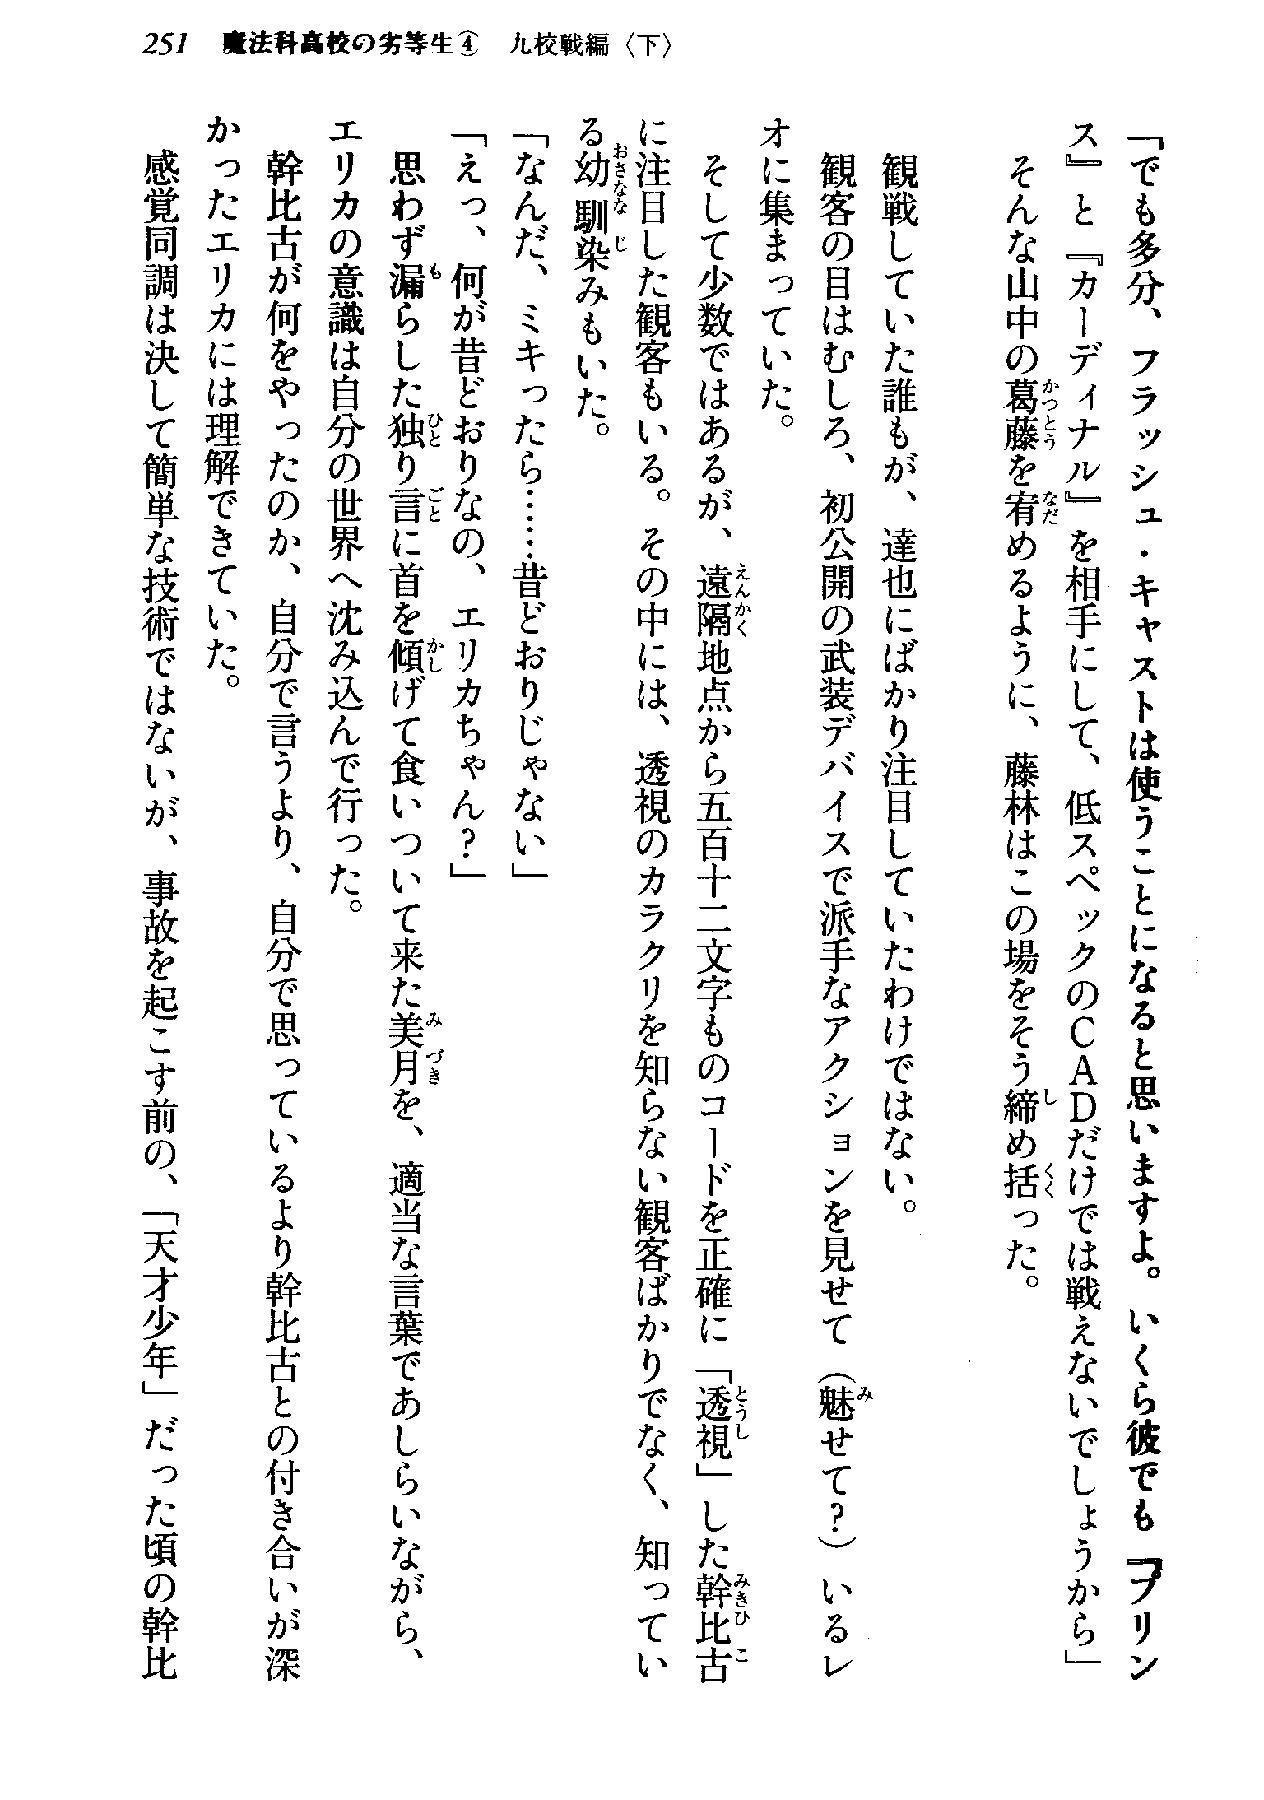 251　魔法科高校の劣等生④　九校戦編〈下〉
「でも多分、フラッシュ・キャストは使うことになると思いますよ。いくら彼でも『プリン
ス』と『カーディナル』を相手にして、低スペックのＣＡＤだけでは戦えないでしょうから」
そんな山中の葛藤を宥めるように、藤林はこの場をそう締め括った。
観戦していた誰もが、達也にばかり注目していたわけではない。
観客の目はむしろ、初公開の武装デバイスで派手なアクションを見せて（魅せて？）いるレ
オに集まっていた。
そして少数ではあるが、遠隔地点から五百十二文字ものコードを正確に「透視」した幹比古
に注目した観客もいる。その中には、透視のカラクリを知らない観客ばかりでなく、知ってい
る幼馴染みもいた。
「なんだ、ミキったら……昔どおりじゃない」
「えっ、何が昔どおりなの、エリカちゃん？」
思わず漏らした独り言に首を傾げて食いついて来た美月を、適当な言葉であしらいながら、
エリカの意識は自分の世界へ沈み込んで行った。
幹比古が何をやったのか、自分で言うより、自分で思っているより幹比古との付き合いが深
かったエリカには理解できていた。
感覚同調は決して簡単な技術ではないが、事故を起こす前の、「天才少年」だった頃の幹比